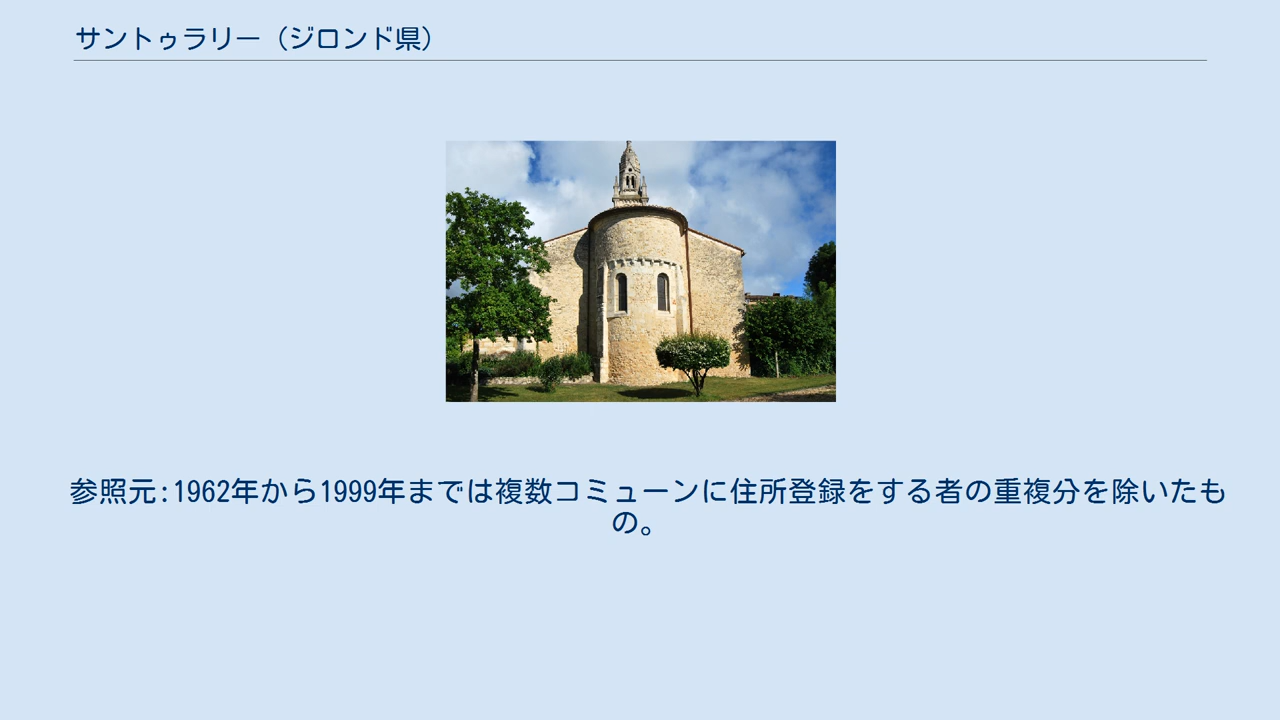 サントゥラリー（ジロンド県）
参照元:1962年から1999年までは複数コミューンに住所登録をする者の重複分を除いたも
の。